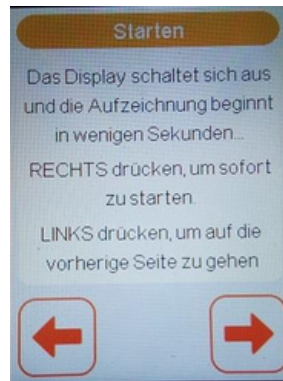 Starten
Das Display schaltet sich aus
und die Aufzeichnung beginnt
in wenigen Sekunden...
RECHTS drücken, um sofort
zu starten.
LINKS drücken, um auf die
vorherige Seite zu gehen